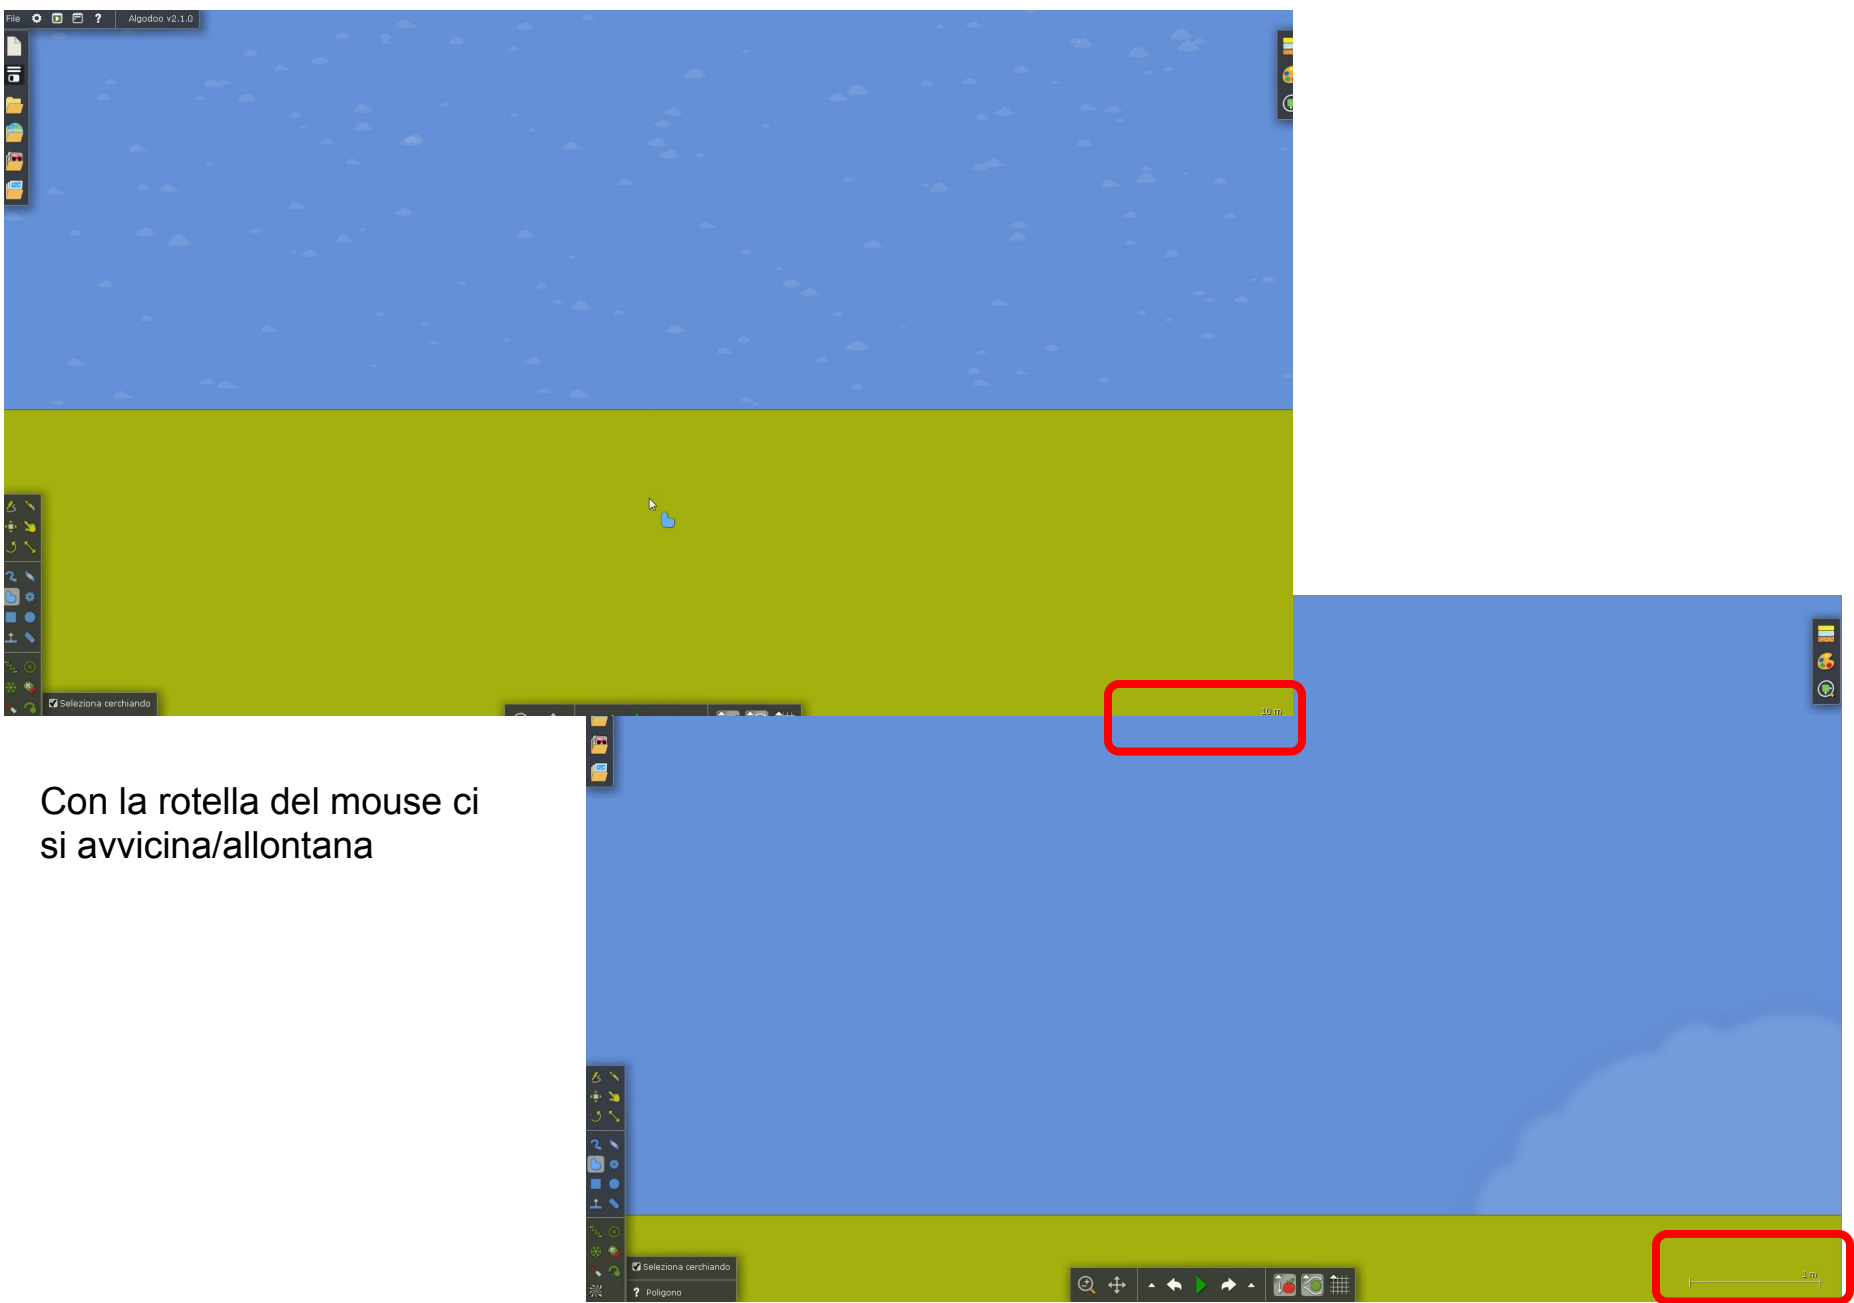 File ? Algodoo v2.1.0
Seleziona cerchiando
10 m
Con la rotella del mouse ci
si avvicina/allontana
Seleziona cerchiando
? Poligono
1 m